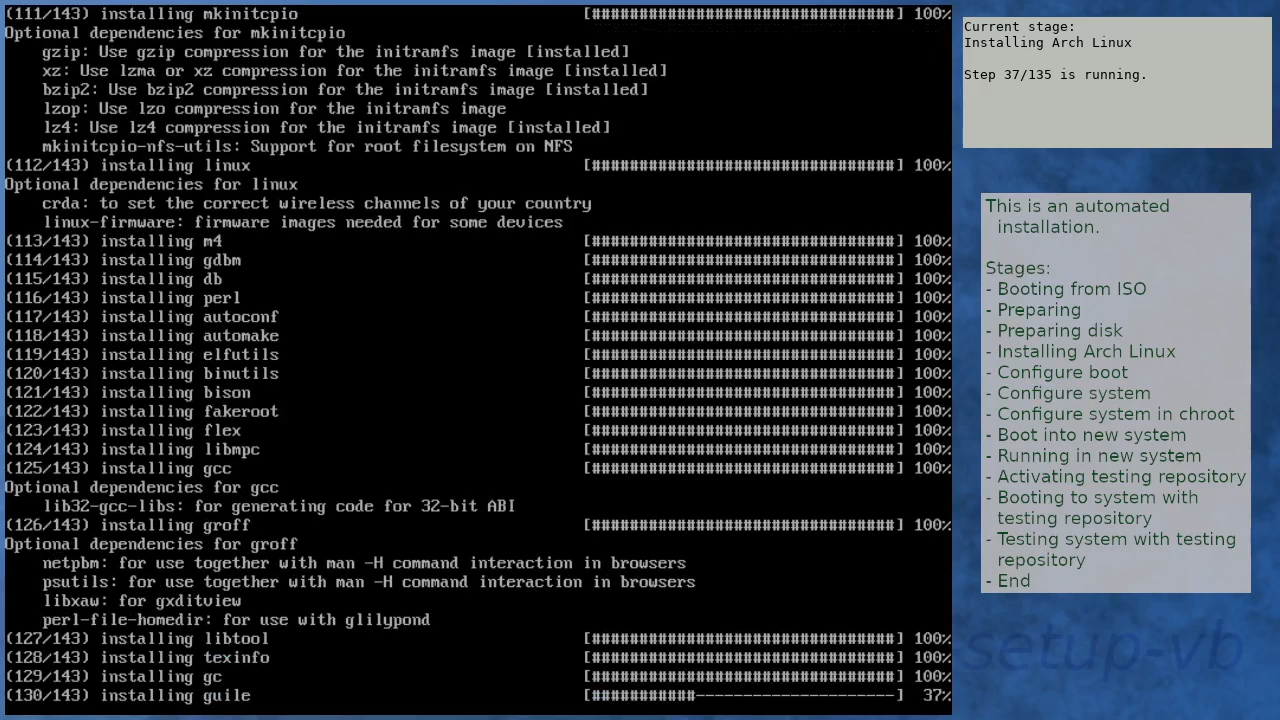 (111/143) installing mkinitcpio [################################] 100%
Optional dependencies for mkinitcpio
gzip: Use gzip compression for the initramfs image [installed]
xz: Use lzma or xz compression for the initramfs image [installed]
bzip2: Use bzip2 compression for the initramfs image [installed]
lzop: Use lzo compression for the initramfs image
lz4: Use lz4 compression for the initramfs image [installed]
mkinitcpio-nfs-utils: Support for root filesystem on NFS
(112/143) installing linux [################################] 100%
Optional dependencies for linux
crda: to set the correct wireless channels of your country
linux-firmware: firmware images needed for some devices
(113/143) installing m4 [################################] 100%
(114/143) installing gdbm [################################] 100%
(115/143) installing db [################################] 100%
(116/143) installing perl [################################] 100%
(117/143) installing autoconf [################################] 100%
(118/143) installing automake [################################] 100%
(119/143) installing elfutils [################################] 100%
(120/143) installing binutils [################################] 100%
(121/143) installing bison [################################] 100%
(122/143) installing fakeroot [################################] 100%
(123/143) installing flex [################################] 100%
(124/143) installing libmpc [################################] 100%
(125/143) installing gcc [################################] 100%
Optional dependencies for gcc
lib32-gcc-libs: for generating code for 32-bit ABI
(126/143) installing groff [################################] 100%
Optional dependencies for groff
netpbm: for use together with man -H command interaction in browsers
psutils: for use together with man -H command interaction in browsers
libxaw: for gxditview
perl-file-homedir: for use with glilypond
(127/143) installing libtool [################################] 100%
(128/143) installing texinfo [################################] 100%
(129/143) installing gc [################################] 100%
(130/143) installing guile [###########---------------------] 37%
Current stage:
Installing Arch Linux
Step 37/135 is running.
This is an automated
installation.
Stages:
- Booting from ISO
- Preparing
- Preparing disk
- Installing Arch Linux
- Configure boot
- Configure system
- Configure system in chroot
- Boot into new system
- Running in new system
- Activating testing repository
- Booting to system with
testing repository
- Testing system with testing
repository
- End
setup-vb